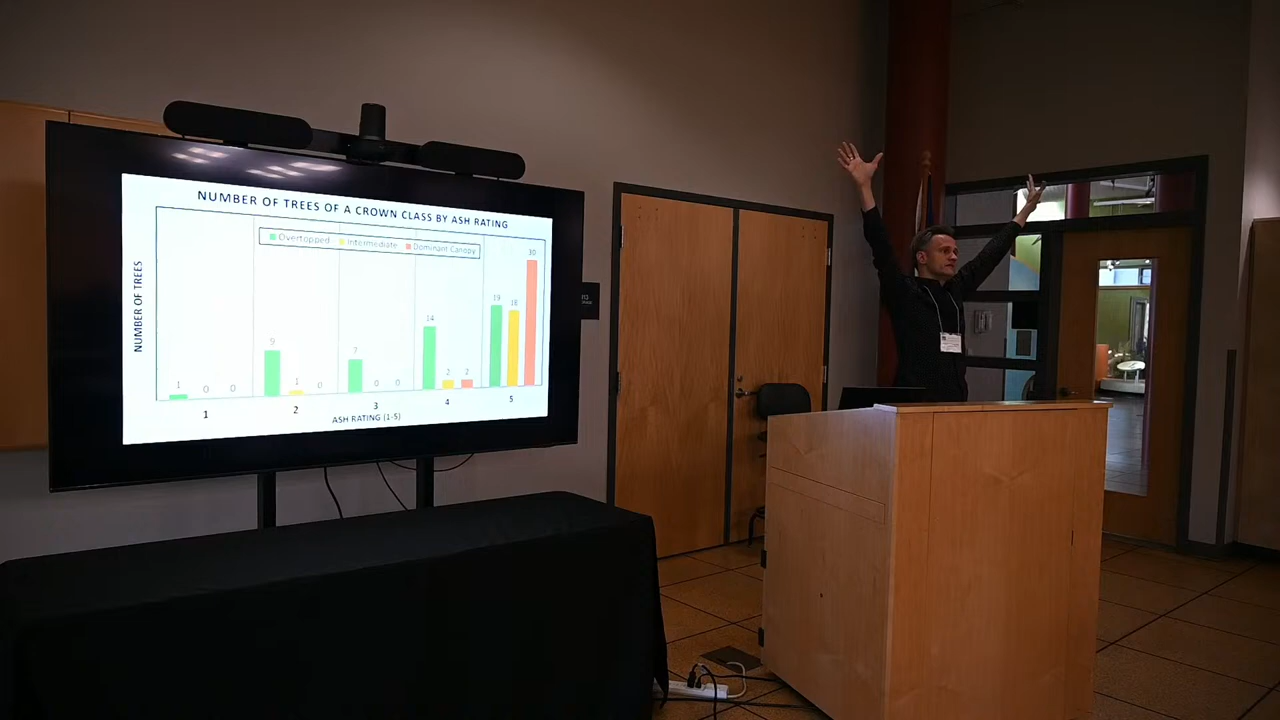 NUMBER OF TREES OF A CROWN CLASS BY ASH RATING
Overtopped Intermediate Dominant Canopy
NUMBER OF TREES
1 0 0 9 1 0 7 0 0 14 2 2 19 18 30
1 2 3 4 5
ASH RATING (1-5)